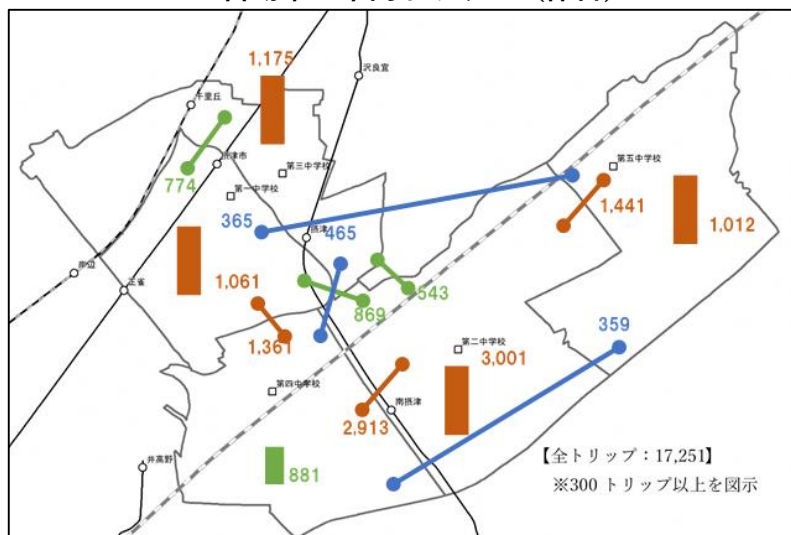 1,175
沢良宜
千里丘
摂津市
774
第三中学校
第五中学校
第一中学校
1,441
1,012
365
摂津
465
岸辺
正雀
1,061
543
869
1,361
359
第二中学校
3,001
第四中学校
南摂津
2,913
井高野
881
【全トリップ：17,251】
※300 トリップ以上を図示